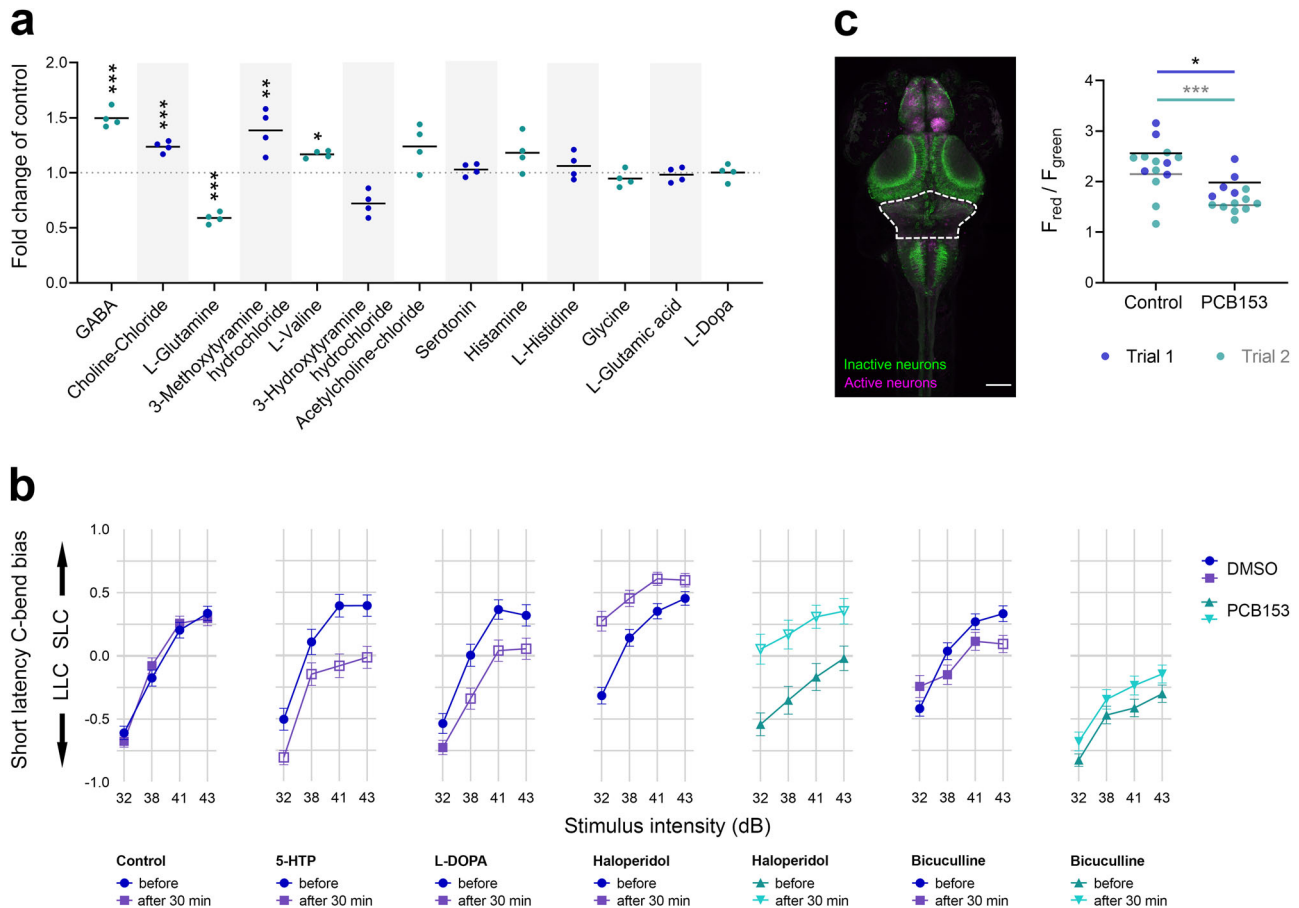 a
Fold change of control
2.0
1.5
1.0
0.5
0.0
***
***
***
**
*
GABA
Choline-Chloride
L-Glutamine
3-Methoxytyramine
hydrochloride
L-Valine
3-Hydroxytyramine
hydrochloride
Acetylcholine-chloride
Serotonin
Histamine
L-Histidine
Glycine
L-Glutamic acid
L-Dopa
c
Inactive neurons
Active neurons
F red / F green
4
3
2
1
0
*
***
Control
PCB153
Trial 1
Trial 2
b
Short latency C-bend bias
LLC SLC
1.0
0.5
0.0
-0.5
-1.0
32 38 41 43
32 38 41 43
32 38 41 43
32 38 41 43
32 38 41 43
32 38 41 43
32 38 41 43
Stimulus intensity (dB)
DMSO
PCB153
Control
before
after 30 min
5-HTP
before
after 30 min
L-DOPA
before
after 30 min
Haloperidol
before
after 30 min
Haloperidol
before
after 30 min
Bicuculline
before
after 30 min
Bicuculline
before
after 30 min